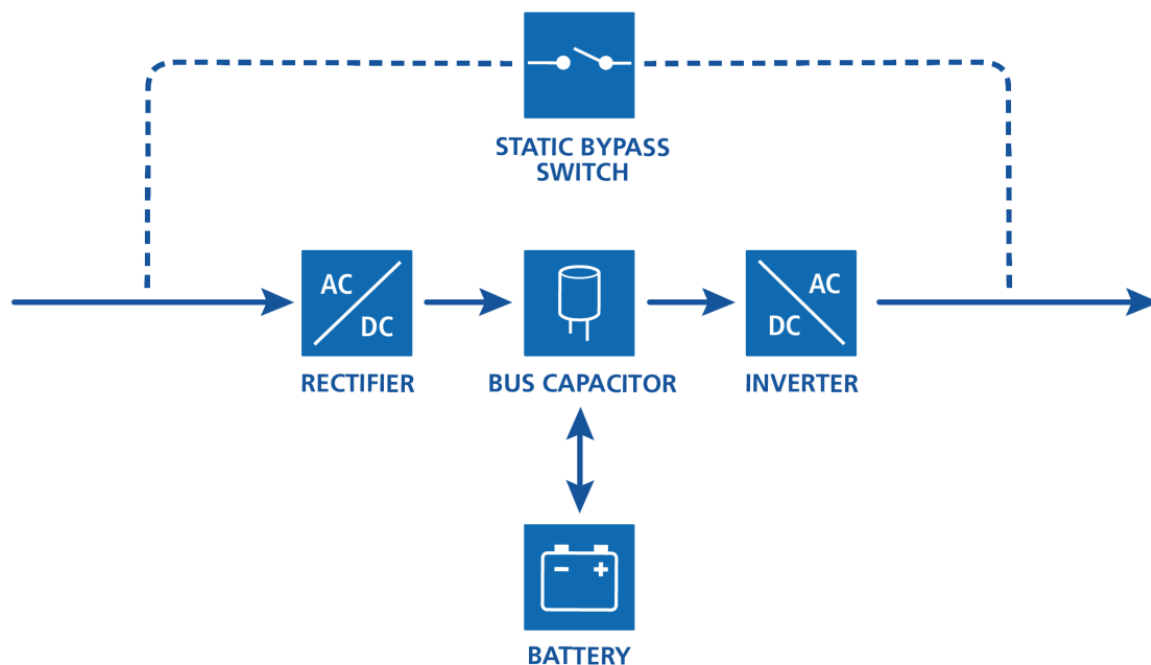 STATIC BYPASS
SWITCH
AC
DC
RECTIFIER
BUS CAPACITOR
AC
DC
INVERTER
- +
BATTERY